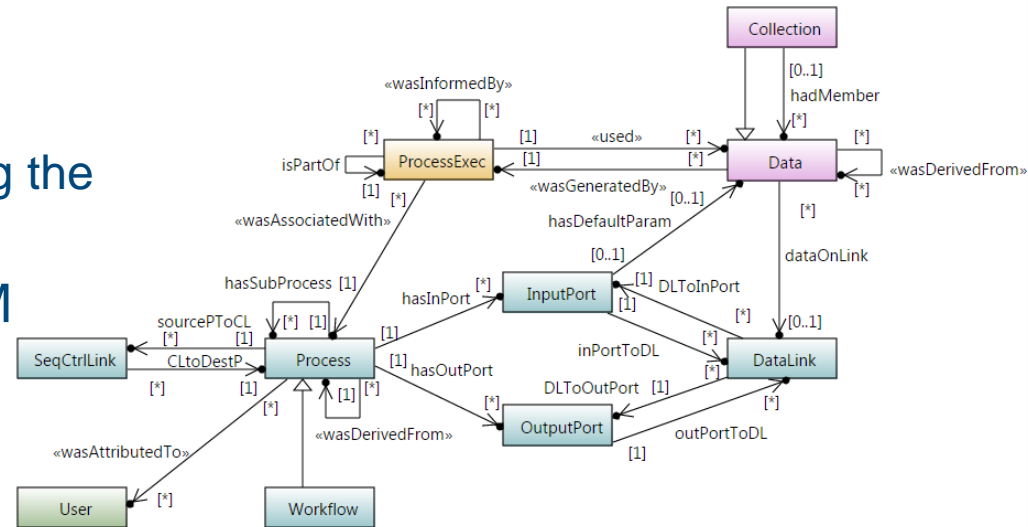 g the
M
Collection
[0..1]
hadMember
[*]
«wasInformedBy»
[*] [*]
[*] [1] «used» [*]
isPartOf ProcessExec Data
[1] [*] «wasDerivedFrom»
[1] «wasGeneratedBy» [*] [*]
[*] [0..1] [*]
«wasAssociatedWith» hasDefaultParam
dataOnLink
[0..1]
hasSubProcess [1] [*] InputPort [1] DLToInPort
hasInPort
[*] [1] [1] [*] [0..1]
sourcePToCL
[*] [1] [1] inPortToDL
SeqCtrlLink CLtoDestP Process [1] hasOutPort [*] DataLink
[*] [1] [*] DLToOutPort [1]
[*] [1] [*] [*]
«wasDerivedFrom» OutputPort outPortToDL
«wasAttributedTo» [1]
[*]
User Workflow